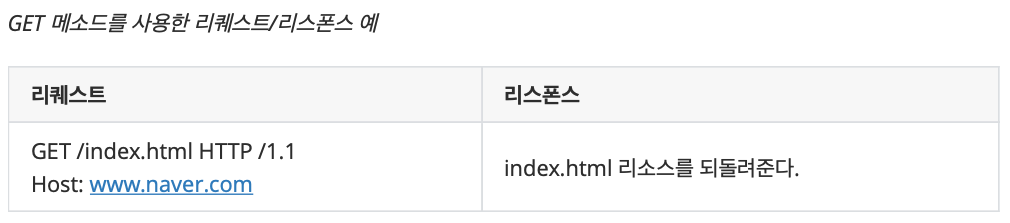 GET 메소드를 사용한 리퀘스트/리스폰스 예
리퀘스트
리스폰스
GET /index.html HTTP /1.1
Host: www.naver.com
index.html 리소스를 되돌려준다.